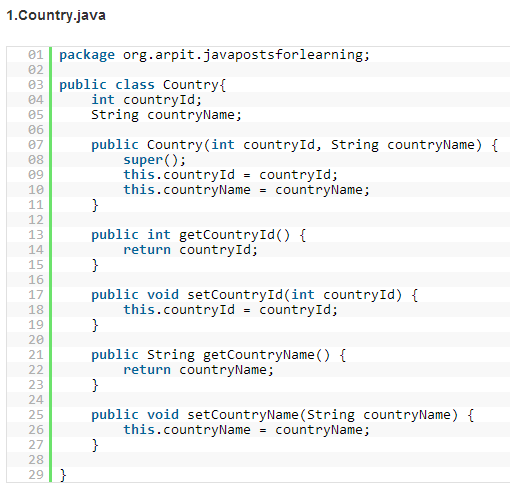 1.Country.java
01 package org.arpit.javapostsforlearning;
02
03 public class Country{
04     int countryId;
05     String countryName;
06
07     public Country(int countryId, String countryName) {
08         super();
09         this.countryId = countryId;
10         this.countryName = countryName;
11     }
12
13     public int getCountryId() {
14         return countryId;
15     }
16
17     public void setCountryId(int countryId) {
18         this.countryId = countryId;
19     }
20
21     public String getCountryName() {
22         return countryName;
23     }
24
25     public void setCountryName(String countryName) {
26         this.countryName = countryName;
27     }
28
29 }